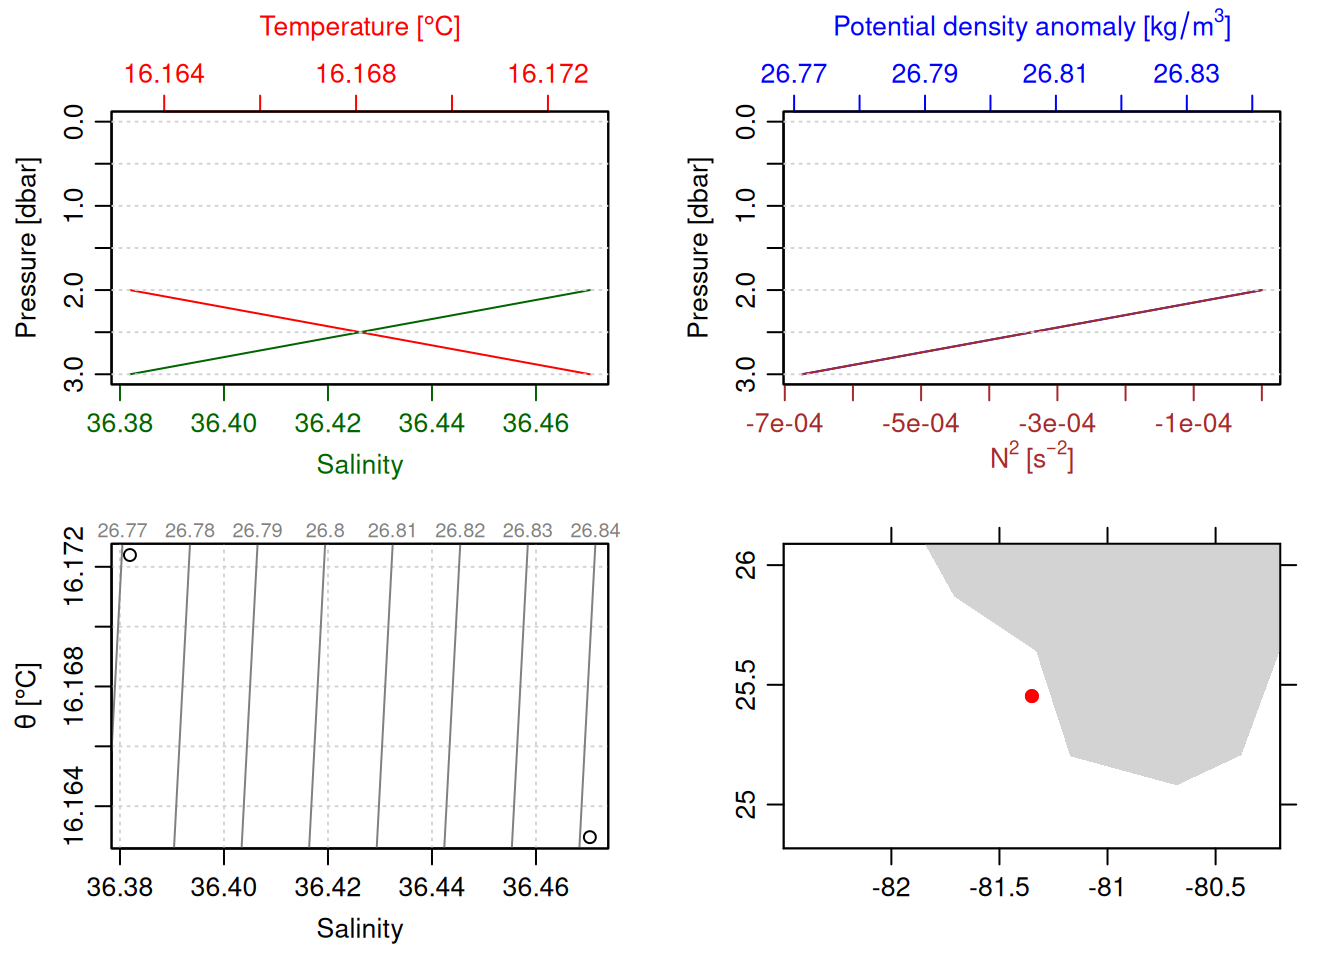 Temperature [°C]
16.164 16.168 16.172
Pressure [dbar]
0.0 1.0 2.0 3.0
36.38 36.40 36.42 36.44 36.46
Salinity
Potential density anomaly [kg/m³]
26.77 26.79 26.81 26.83
Pressure [dbar]
0.0 1.0 2.0 3.0
-7e-04 -5e-04 -3e-04 -1e-04
N² [s⁻²]
26.77 26.78 26.79 26.8 26.81 26.82 26.83 26.84
θ [°C]
16.172 16.168 16.164
36.38 36.40 36.42 36.44 36.46
Salinity
26 25.5 25
-82 -81.5 -81 -80.5